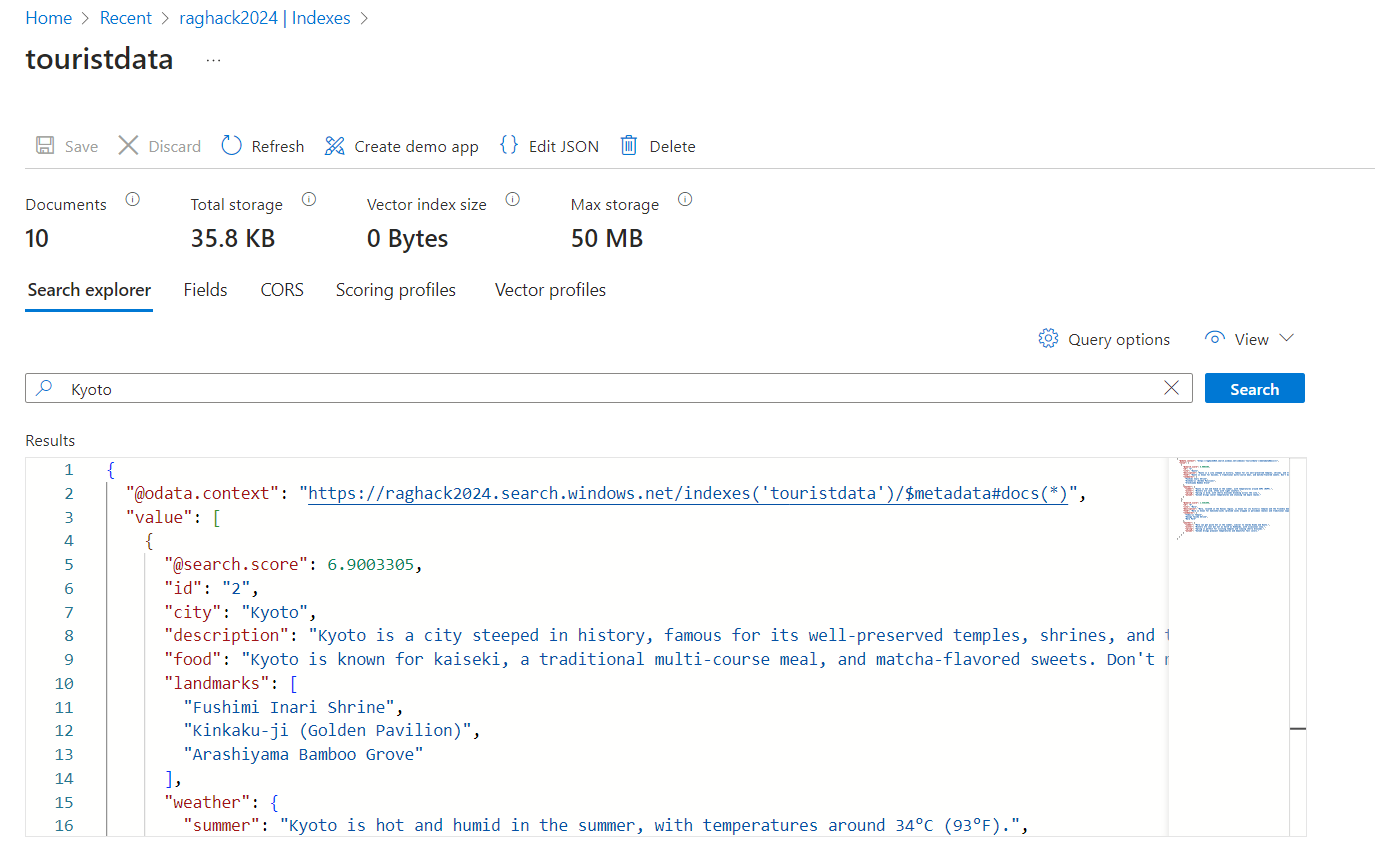 Home > Recent > raghack2024 | Indexes >
touristdata ...
Save Discard Refresh Create demo app {} Edit JSON Delete
Documents Total storage Vector index size Max storage
10 35.8 KB 0 Bytes 50 MB
Search explorer Fields CORS Scoring profiles Vector profiles
Query options View
Kyoto Search
Results
1 {
2 "@odata.context": "https://raghack2024.search.windows.net/indexes('touristdata')/$metadata#docs(*)",
3 "value": [
4 {
5 "@search.score": 6.9003305,
6 "id": "2",
7 "city": "Kyoto",
8 "description": "Kyoto is a city steeped in history, famous for its well-preserved temples, shrines, and
9 "food": "Kyoto is known for kaiseki, a traditional multi-course meal, and matcha-flavored sweets. Don't
10 "landmarks": [
11 "Fushimi Inari Shrine",
12 "Kinkaku-ji (Golden Pavilion)",
13 "Arashiyama Bamboo Grove"
14 ],
15 "weather": {
16 "summer": "Kyoto is hot and humid in the summer, with temperatures around 34°C (93°F).",